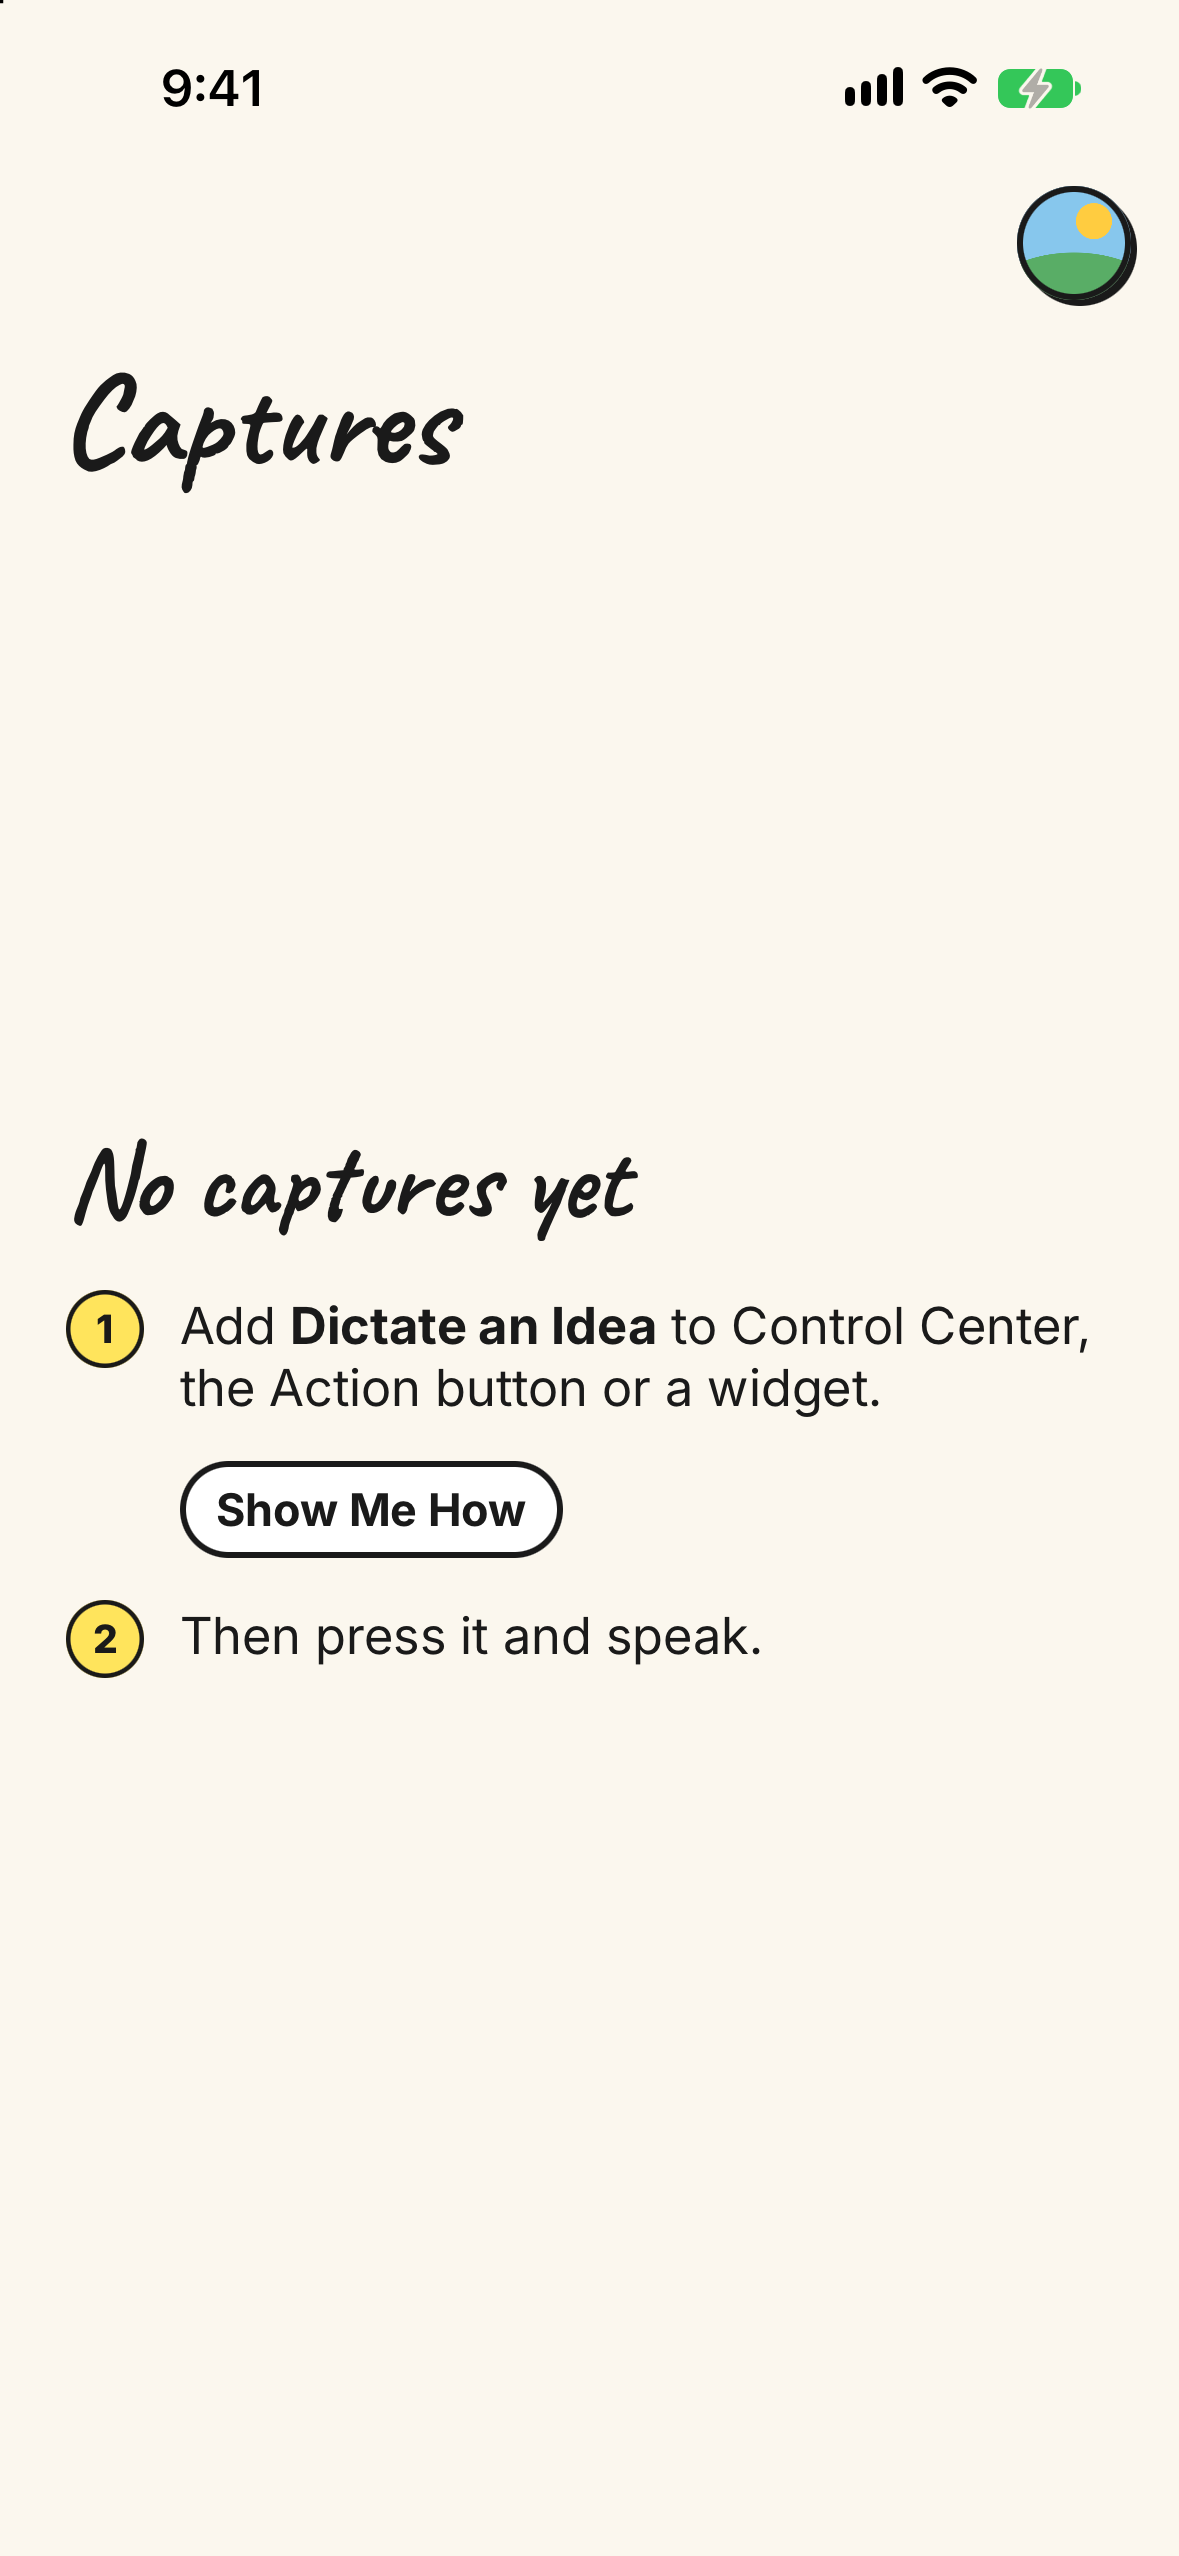 9:41
Captures
No captures yet
1 Add Dictate an Idea to Control Center,
the Action button or a widget.
Show Me How
2 Then press it and speak.